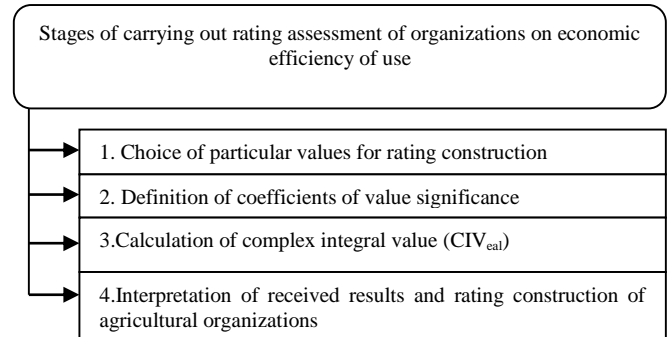 Stages of carrying out rating assessment of organizations on economic
efficiency of use
1. Choice of particular values for rating construction
2. Definition of coefficients of value significance
3.Calculation of complex integral value (CIVeal)
4.Interpretation of received results and rating construction of
agricultural organizations